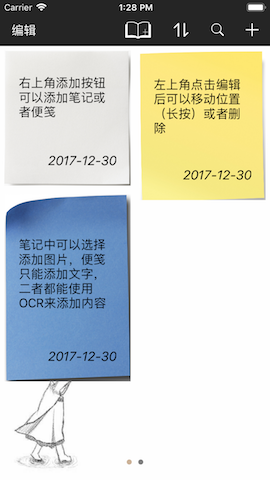 Carrier
1:28 PM
编辑
右上角添加按钮
可以添加笔记或
者便笺
2017-12-30
左上角点击编辑
后可以移动位置
（长按）或者删
除
2017-12-30
笔记中可以选择
添加图片，便笺
只能添加文字，
二者都能使用
OCR来添加内容
2017-12-30